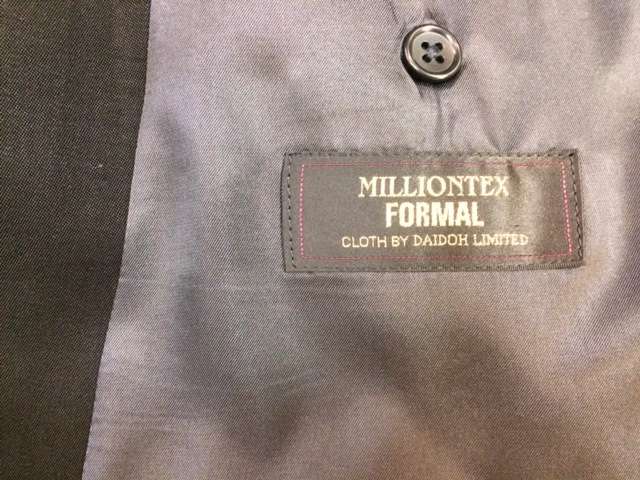 MILLIONTEX
FORMAL
CLOTH BY DAIDOH LIMITED